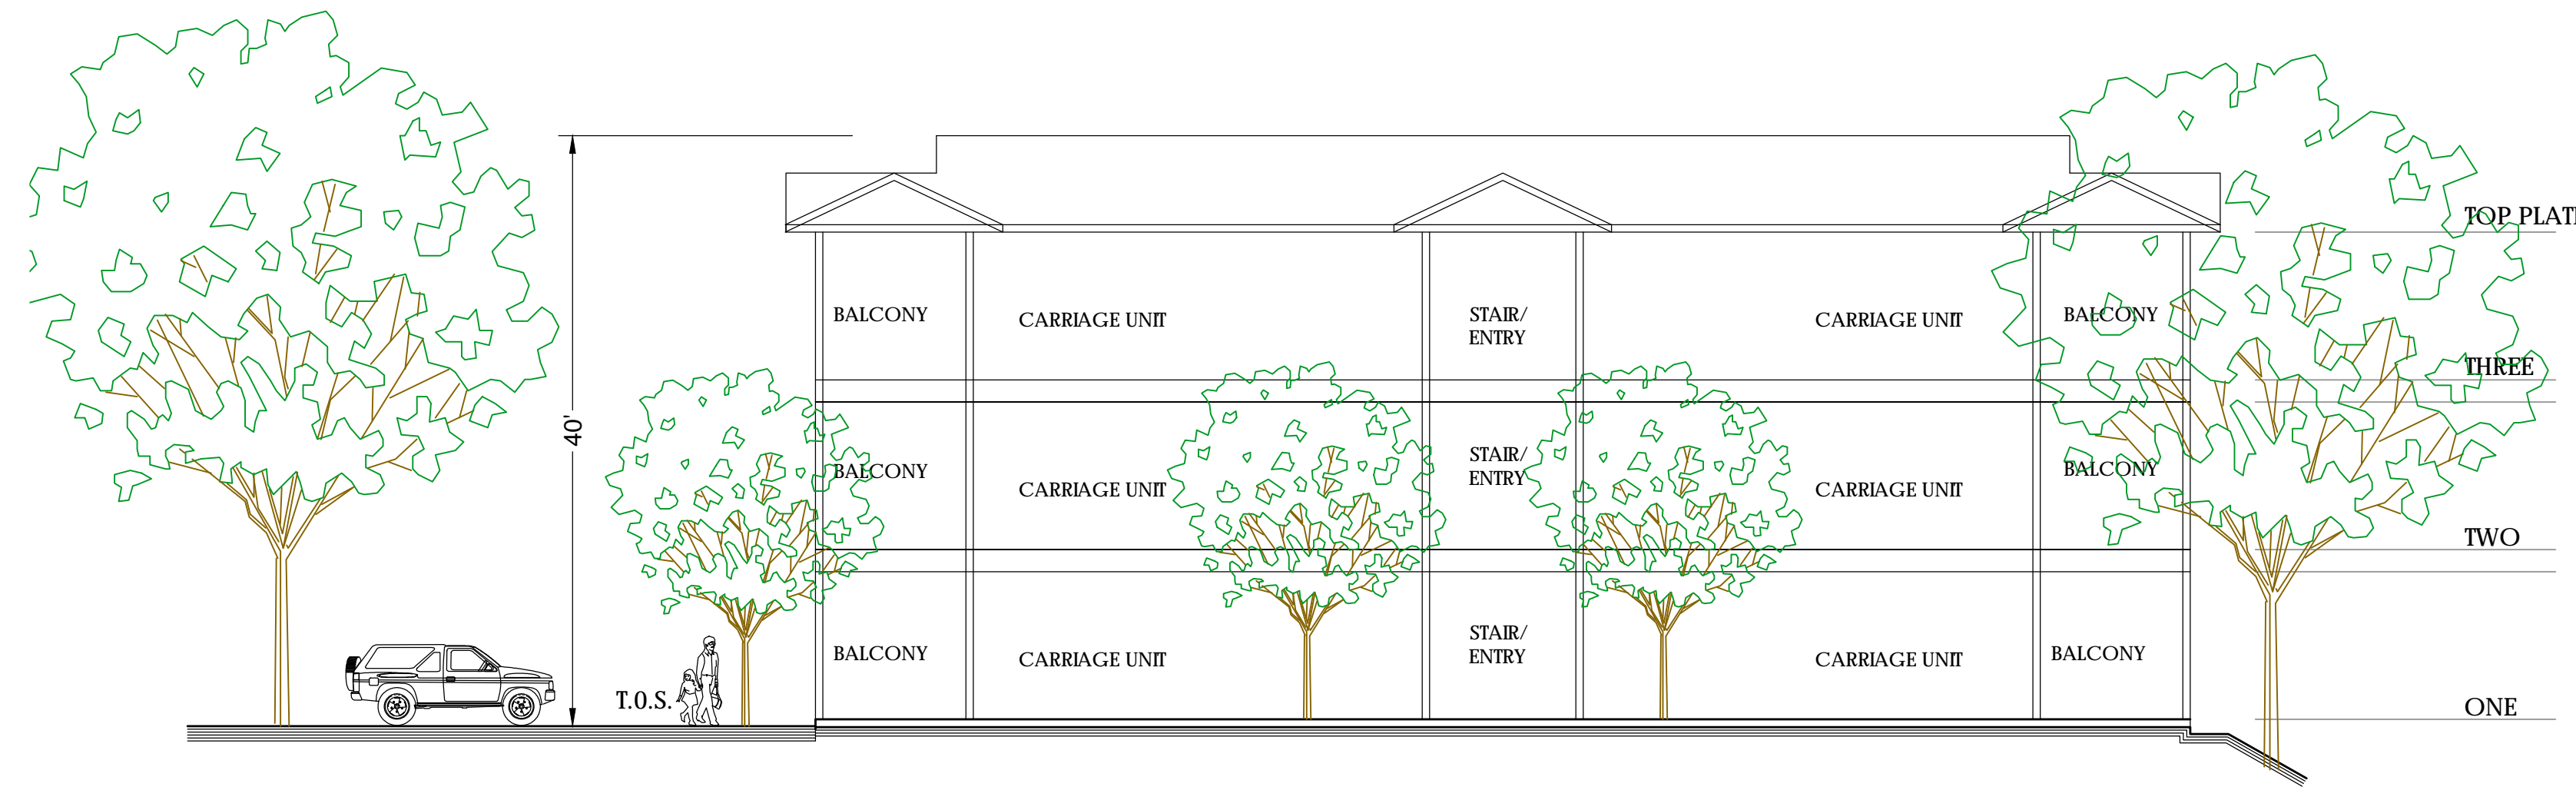 TOP PLAT
BALCONY
CARRIAGE UNIT
STAIR/
ENTRY
CARRIAGE UNIT
BALCONY
THREE
40'
BALCONY
CARRIAGE UNIT
STAIR/
ENTRY
CARRIAGE UNIT
BALCONY
TWO
T.O.S.
BALCONY
CARRIAGE UNIT
STAIR/
ENTRY
CARRIAGE UNIT
BALCONY
ONE